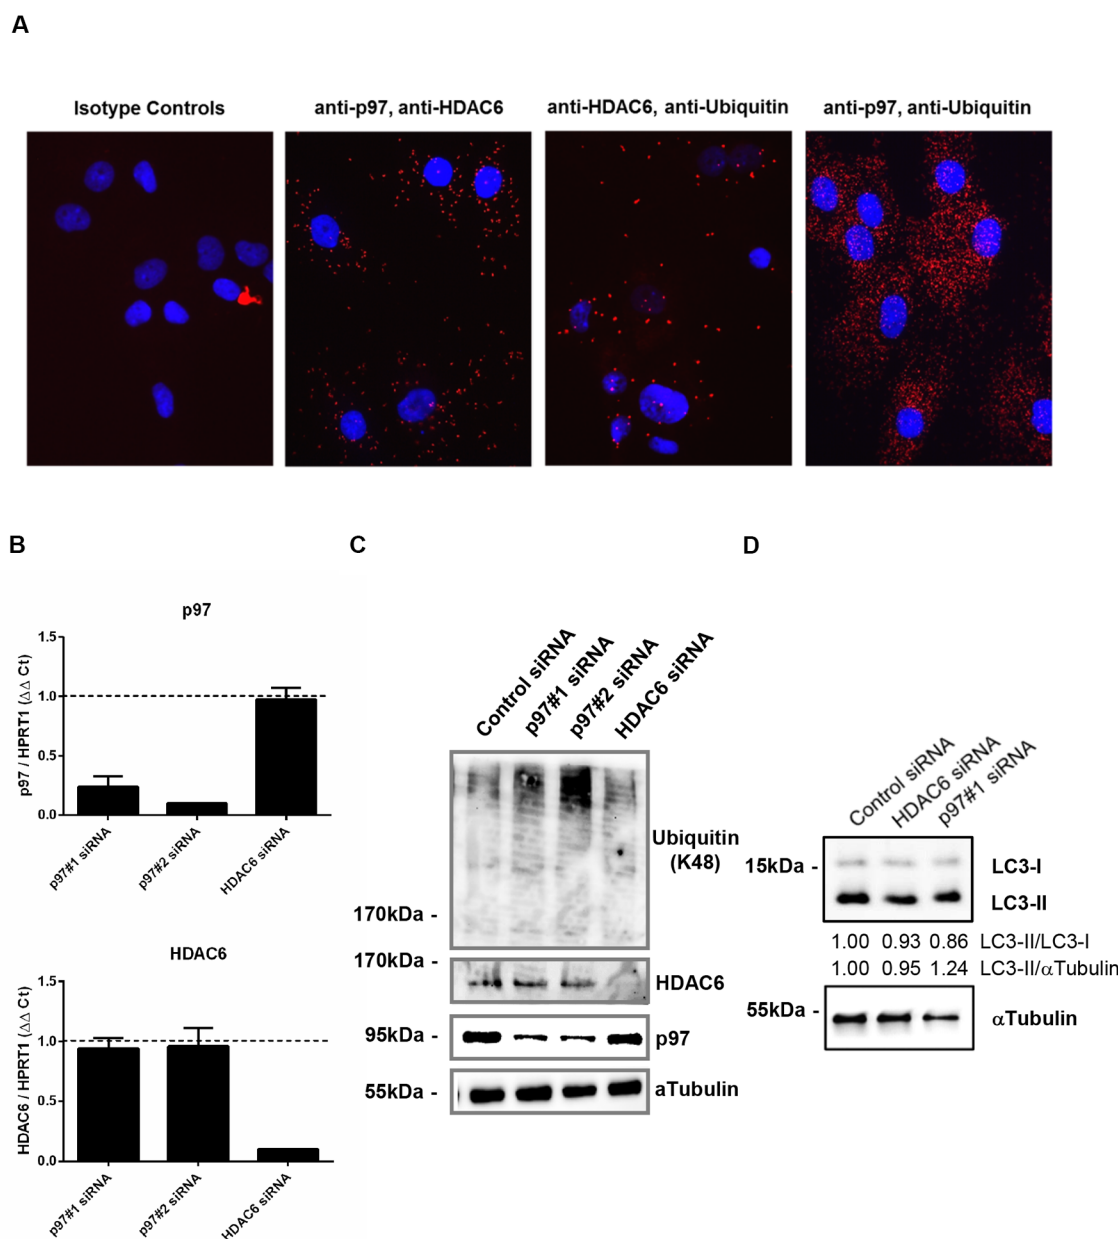 A
Isotype Controls
anti-p97, anti-HDAC6
anti-HDAC6, anti-Ubiquitin
anti-p97, anti-Ubiquitin
B
p97
p97 / HPRT1 (Δ Δ Ct)
1.5
1.0
0.5
0.0
p97#1 siRNA
p97#2 siRNA
HDAC6 siRNA
HDAC6
HDAC6 / HPRT1 (Δ Δ Ct)
1.5
1.0
0.5
0.0
p97#1 siRNA
p97#2 siRNA
HDAC6 siRNA
C
Control siRNA
p97#1 siRNA
p97#2 siRNA
HDAC6 siRNA
Ubiquitin
(K48)
170kDa -
170kDa -
HDAC6
95kDa -
p97
55kDa -
aTubulin
D
Control siRNA
HDAC6 siRNA
p97#1 siRNA
15kDa -
LC3-I
LC3-II
1.00 0.93 0.86 LC3-II/LC3-I
1.00 0.95 1.24 LC3-II/αTubulin
55kDa -
αTubulin